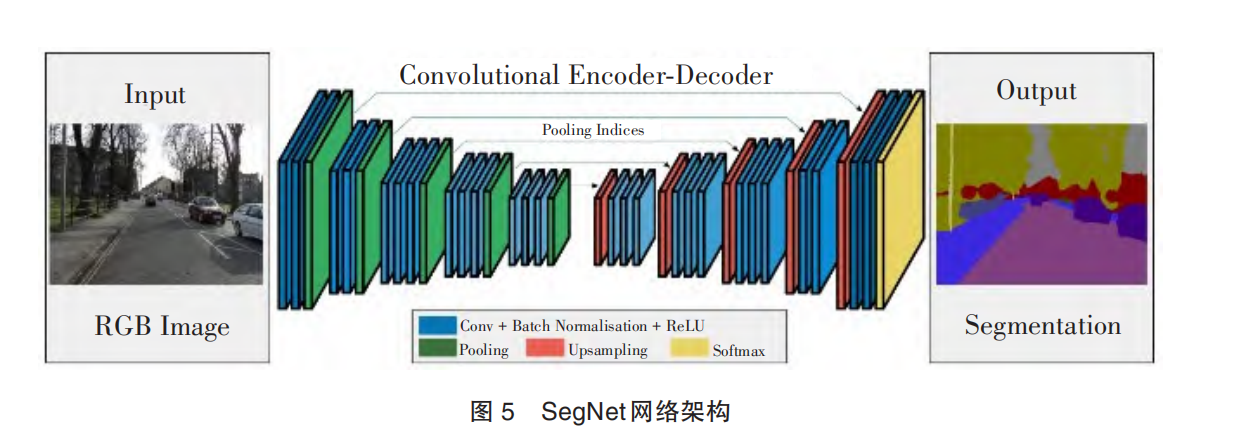 Input
RGB Image
Convolutional Encoder-Decoder
Pooling Indices
Conv + Batch Normalisation + ReLU
Pooling Upsampling Softmax
Output
Segmentation
图 5 SegNet网络架构